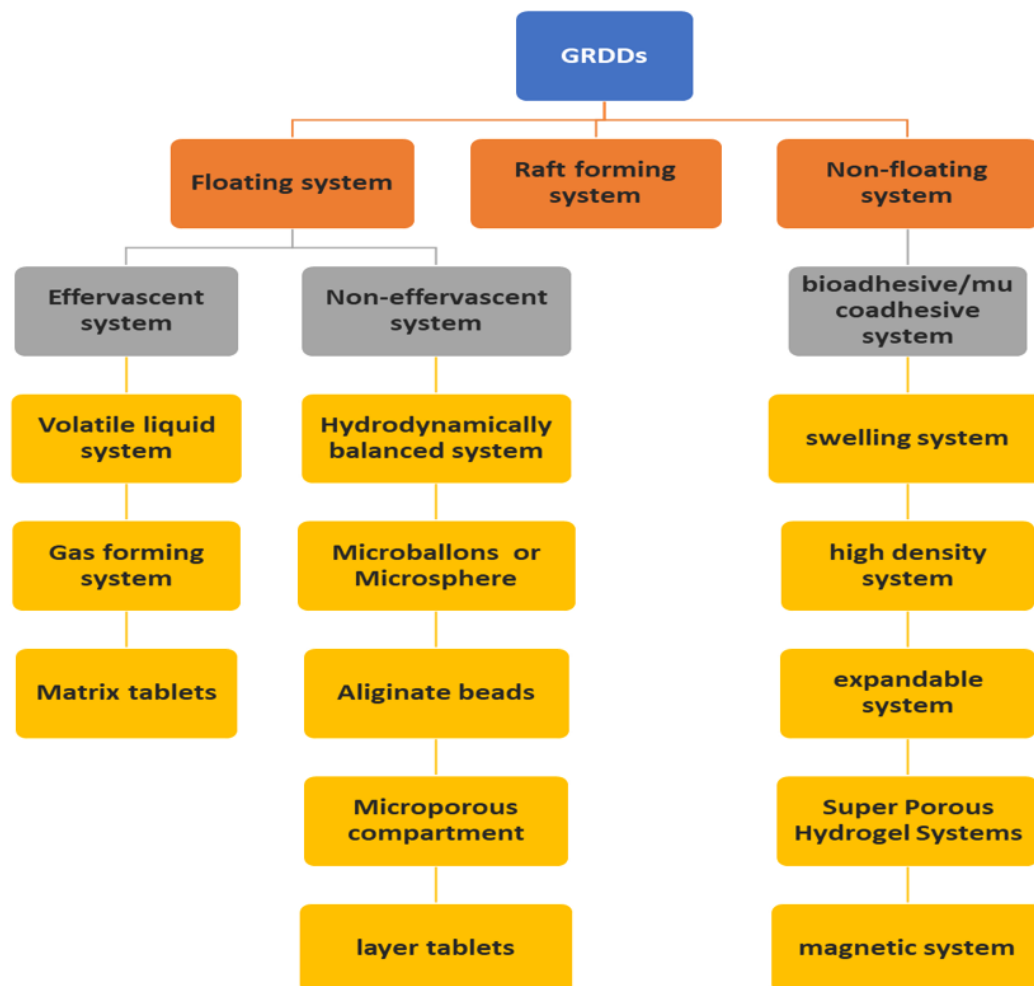 GRDDs
Floating system
Raft forming
system
Non-floating
system
Effervascent
system
Non-effervascent
system
bioadhesive/mu
coadhesive
system
Volatile liquid
system
Hydrodynamically
balanced system
swelling system
Gas forming
system
Microballons or
Microsphere
high density
system
Matrix tablets
Aliginate beads
expandable
system
Microporous
compartment
Super Porous
Hydrogel Systems
layer tablets
magnetic system